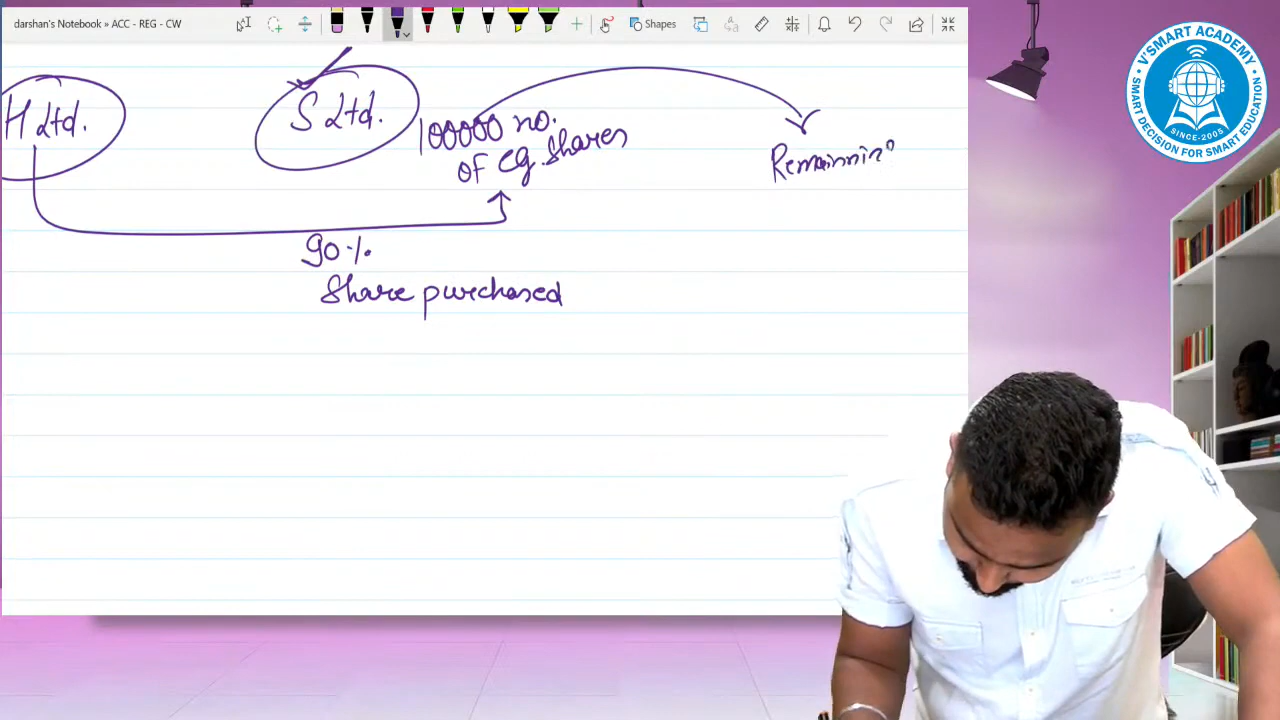 darshan's Notebook » ACC - REG - CW
Shapes
H Ltd.
S Ltd.
100000 no.
of eq. shares
Remaining
90%
Share purchased
V'SMART ACADEMY
SINCE-2005
SMART DECISION FOR SMART EDUCATION